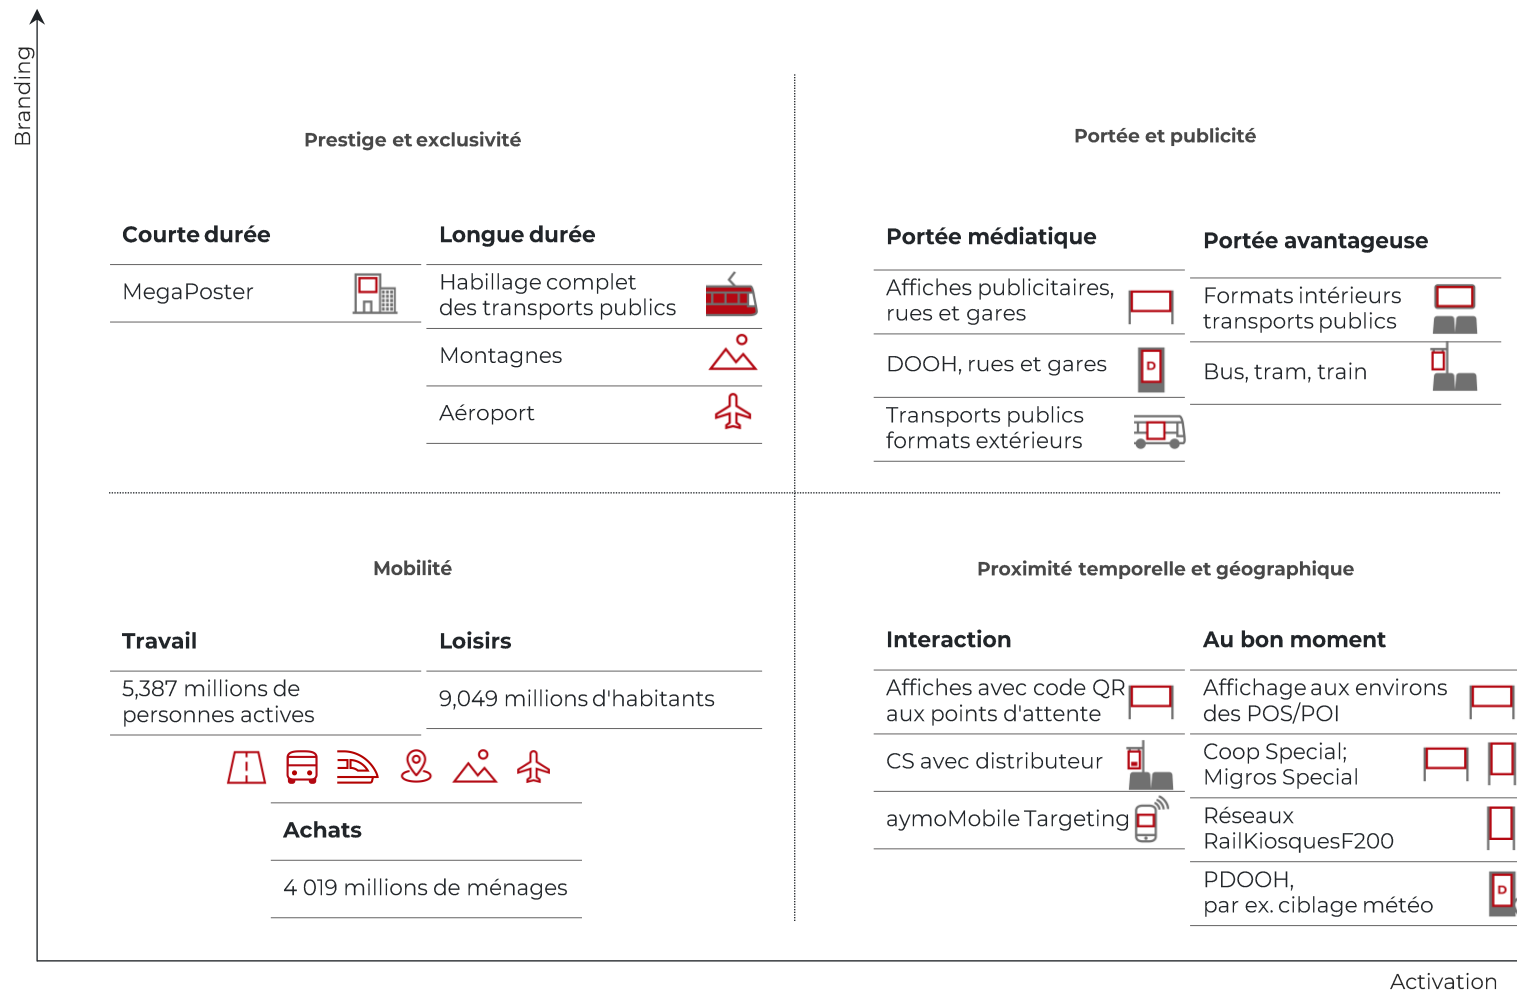 Branding
Prestige et exclusivité
Courte durée
MegaPoster
Longue durée
Habillage complet
des transports publics
Montagnes
Aéroport
Portée et publicité
Portée médiatique
Affiches publicitaires,
rues et gares
DOOH, rues et gares
D
Transports publics
formats extérieurs
Portée avantageuse
Formats intérieurs
transports publics
Bus, tram, train
Mobilité
Travail
5,387 millions de
personnes actives
Loisirs
9,049 millions d'habitants
Achats
4 019 millions de ménages
Proximité temporelle et géographique
Interaction
Affiches avec code QR
aux points d'attente
CS avec distributeur
aymoMobile Targeting
Au bon moment
Affichage aux environs
des POS/POI
Coop Special;
Migros Special
Réseaux
RailKiosquesF200
PDOOH,
par ex. ciblage météo
D
Activation